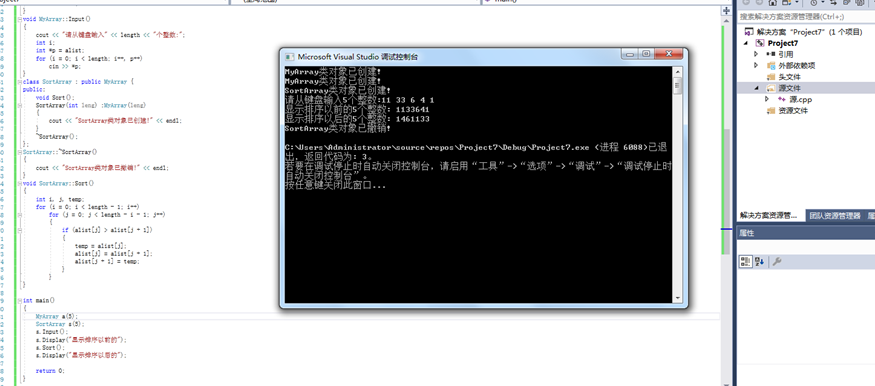 Project7
(全局范围)
main()
}
void MyArray::Input()
{
cout << "请从键盘输入" << length << "个整数:";
int i;
int *p = alist;
for (i = 0; i < length; i++, p++)
cin >> *p;
}
class SortArray : public MyArray {
public:
void Sort();
SortArray(int leng) :MyArray(leng)
{
cout << "SortArray类对象已创建!" << endl;
}
~SortArray();
};
SortArray::~SortArray()
{
cout << "SortArray类对象已撤销!" << endl;
}
void SortArray::Sort()
{
int i, j, temp;
for (i = 0; i < length - 1; i++)
for (j = 0; j < length - i - 1; j++)
{
if (alist[j] > alist[j + 1])
{
temp = alist[j];
alist[j] = alist[j + 1];
alist[j + 1] = temp;
}
}
}
int main()
{
MyArray a(5);
SortArray s(5);
s.Input();
s.Display("显示排序以前的");
s.Sort();
s.Display("显示排序以后的");
return 0;
}
Microsoft Visual Studio 调试控制台
MyArray类对象已创建!
MyArray类对象已创建!
SortArray类对象已创建!
请从键盘输入5个整数:11 33 6 4 1
显示排序以前的5个整数: 1133641
显示排序以后的5个整数: 1461133
SortArray类对象已撤销!
C:\Users\Administrator\source\repos\Project7\Debug\Project7.exe (进程 6088)已退
出，返回代码为: 3。
若要在调试停止时自动关闭控制台，请启用“工具”->“选项”->“调试”->“调试停止时
自动关闭控制台”。
按任意键关闭此窗口...
搜索解决方案资源管理器(Ctrl+;)
解决方案"Project7"(1 个项目)
Project7
引用
外部依赖项
头文件
源文件
源.cpp
资源文件
解决方案资源管...
团队资源管理器
属性